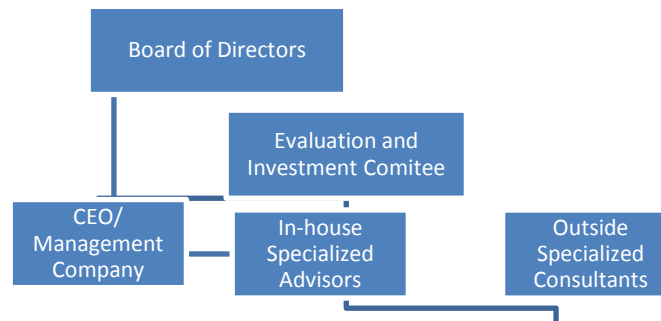 Board of Directors
Evaluation and
Investment Comitee
CEO/
Management
Company
In-house
Specialized
Advisors
Outside
Specialized
Consultants